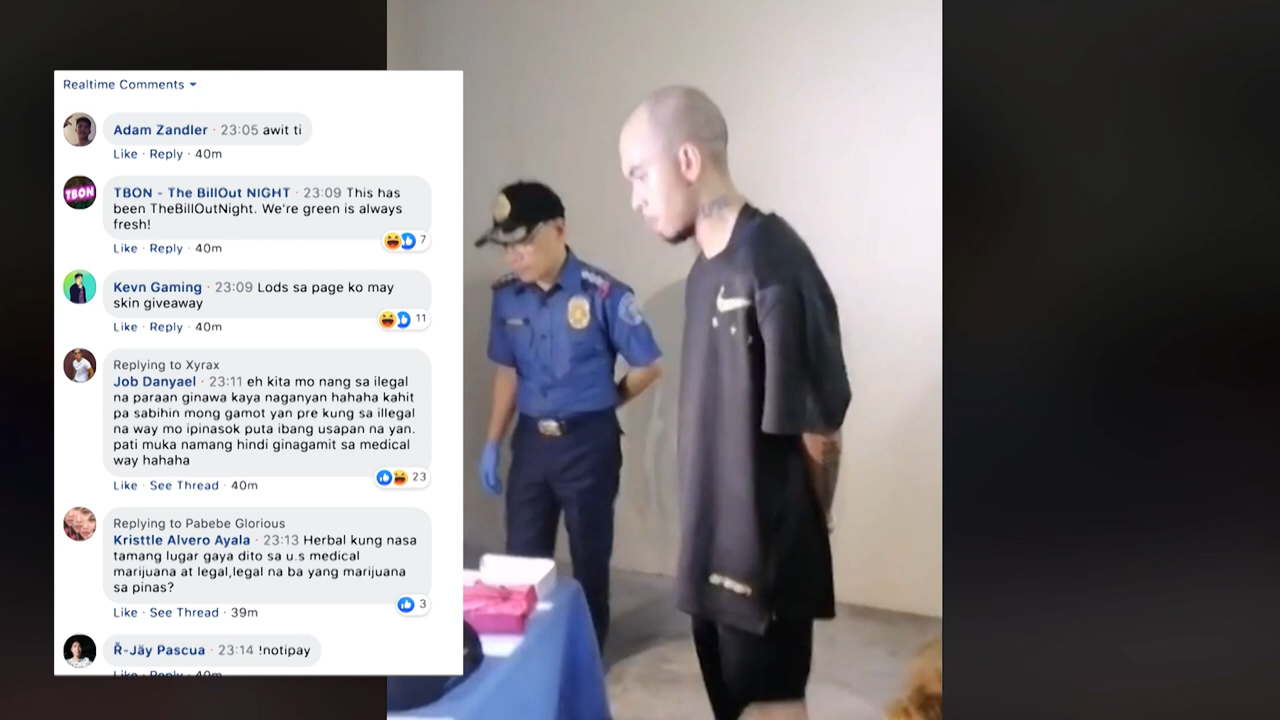 Realtime Comments
Adam Zandler · 23:05 awit ti
Like · Reply · 40m
TBON
TBON - The BillOut NIGHT · 23:09 This has
been TheBillOutNight. We're green is always
fresh!
7
Like · Reply · 40m
Kevn Gaming · 23:09 Lods sa page ko may
skin giveaway
11
Like · Reply · 40m
Replying to Xyrax
Job Danyael · 23:11 eh kita mo nang sa ilegal
na paraan ginawa kaya naganyan hahaha kahit
pa sabihin mong gamot yan pre kung sa illegal
na way mo ipinasok puta ibang usapan na yan.
pati muka namang hindi ginagamit sa medical
way hahaha
23
Like · See Thread · 40m
Replying to Pabebe Glorious
Kristtle Alvero Ayala · 23:13 Herbal kung nasa
tamang lugar gaya dito sa u.s medical
marijuana at legal,legal na ba yang marijuana
sa pinas?
3
Like · See Thread · 39m
Ř-Jäy Pascua · 23:14 !notipay
Like · Reply · 40m